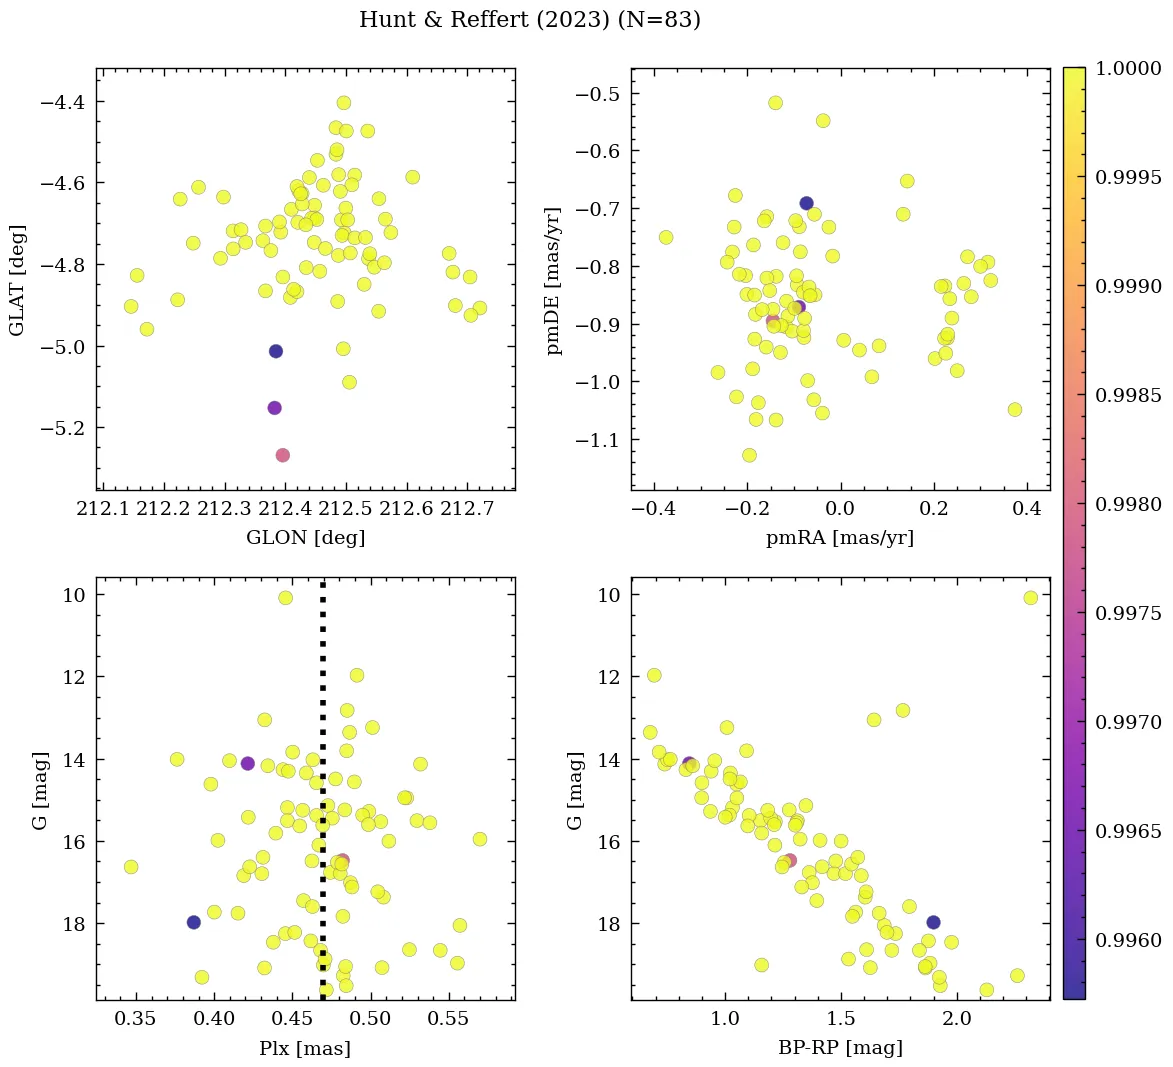 Hunt & Reffert (2023) (N=83)
−4.4
−4.6
−4.8
−5.0
−5.2
GLAT [deg]
212.1 212.2 212.3 212.4 212.5 212.6 212.7
GLON [deg]
−0.5
−0.6
−0.7
−0.8
−0.9
−1.0
−1.1
pmDE [mas/yr]
−0.4 −0.2 0.0 0.2 0.4
pmRA [mas/yr]
10
12
14
16
18
G [mag]
0.35 0.40 0.45 0.50 0.55
Plx [mas]
10
12
14
16
18
G [mag]
1.0 1.5 2.0
BP-RP [mag]
1.0000
0.9995
0.9990
0.9985
0.9980
0.9975
0.9970
0.9965
0.9960